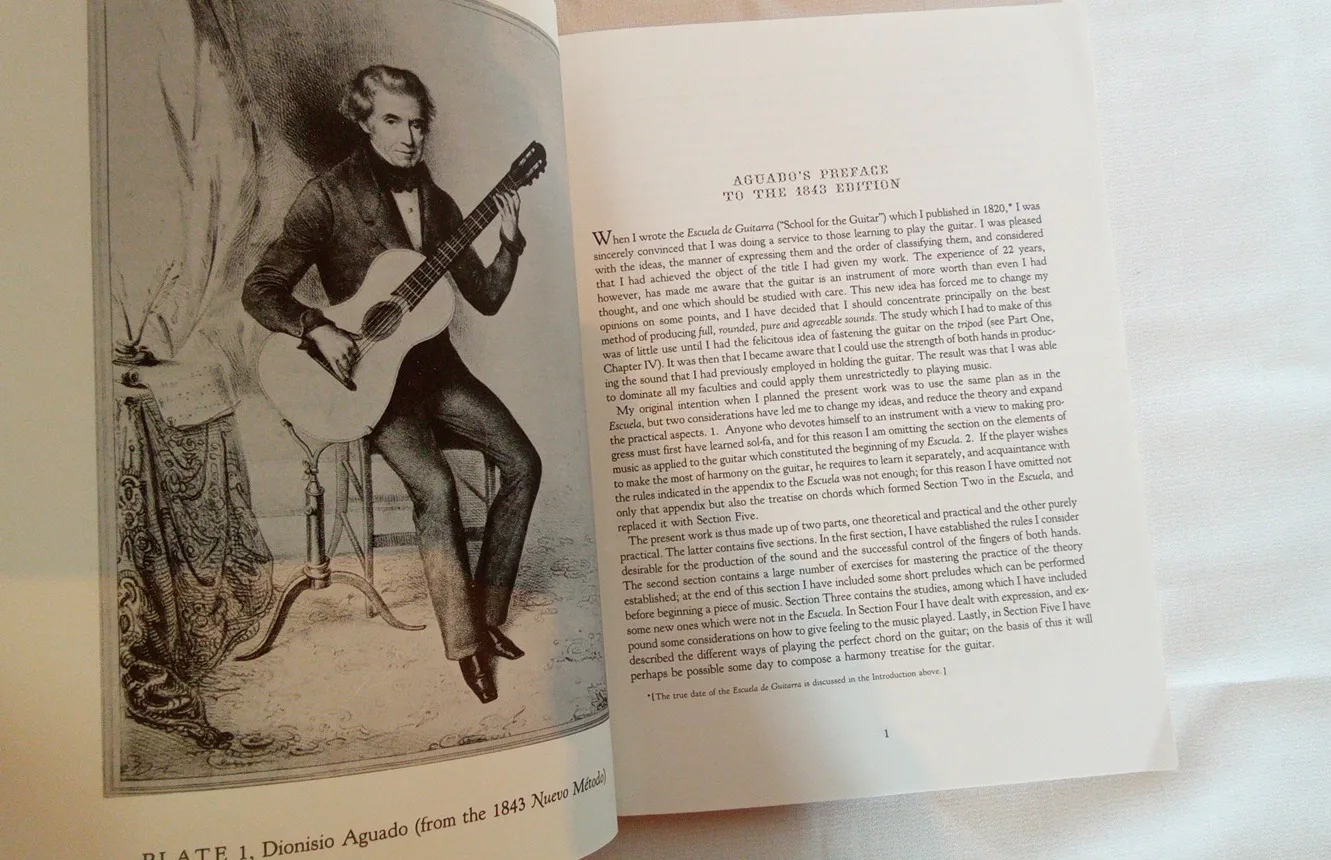 PLATE 1, Dionisio Aguado (from the 1843 Nuevo Método)
AGUADO'S PREFACE
TO THE 1843 EDITION
When I wrote the Escuela de Guitarra ("School for the Guitar") which I published in 1820,* I was
sincerely convinced that I was doing a service to those learning to play the guitar. I was pleased
with the ideas, the manner of expressing them and the order of classifying them, and considered
that I had achieved the object of the title I had given my work. The experience of 22 years,
however, has made me aware that the guitar is an instrument of more worth than even I had
thought, and one which should be studied with care. This new idea has forced me to change my
opinions on some points, and I have decided that I should concentrate principally on the best
method of producing full, rounded, pure and agreeable sounds. The study which I had to make of this
was of little use until I had the felicitous idea of fastening the guitar on the tripod (see Part One,
Chapter IV). It was then that I became aware that I could use the strength of both hands in produc-
ing the sound that I had previously employed in holding the guitar. The result was that I was able
to dominate all my faculties and could apply them unrestrictedly to playing music.
My original intention when I planned the present work was to use the same plan as in the
Escuela, but two considerations have led me to change my ideas, and reduce the theory and expand
the practical aspects. 1. Anyone who devotes himself to an instrument with a view to making pro-
gress must first have learned sol-fa, and for this reason I am omitting the section on the elements of
music as applied to the guitar which constituted the beginning of my Escuela. 2. If the player wishes
to make the most of harmony on the guitar, he requires to learn it separately, and acquaintance with
the rules indicated in the appendix to the Escuela was not enough; for this reason I have omitted not
only that appendix but also the treatise on chords which formed Section Two in the Escuela, and
replaced it with Section Five.
The present work is thus made up of two parts, one theoretical and practical and the other purely
practical. The latter contains five sections. In the first section, I have established the rules I consider
desirable for the production of the sound and the successful control of the fingers of both hands.
The second section contains a large number of exercises for mastering the practice of the theory
established; at the end of this section I have included some short preludes which can be performed
before beginning a piece of music. Section Three contains the studies, among which I have included
some new ones which were not in the Escuela. In Section Four I have dealt with expression, and ex-
pound some considerations on how to give feeling to the music played. Lastly, in Section Five I have
described the different ways of playing the perfect chord on the guitar; on the basis of this it will
perhaps be possible some day to compose a harmony treatise for the guitar.
*[The true date of the Escuela de Guitarra is discussed in the Introduction above.]
1